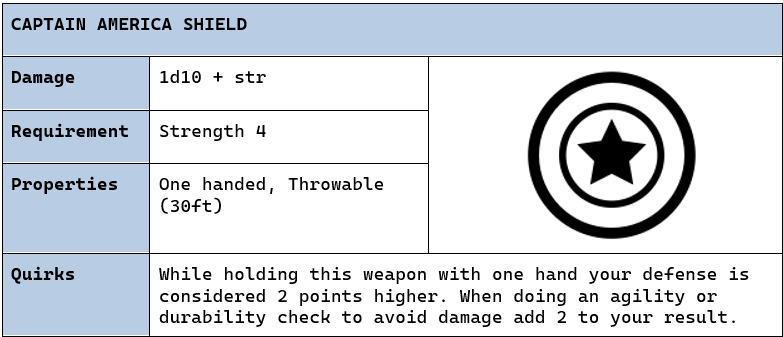 CAPTAIN AMERICA SHIELD
Damage
1d10 + str
Requirement
Strength 4
Properties
One handed, Throwable
(30ft)
Quirks
While holding this weapon with one hand your defense is
considered 2 points higher. When doing an agility or
durability check to avoid damage add 2 to your result.